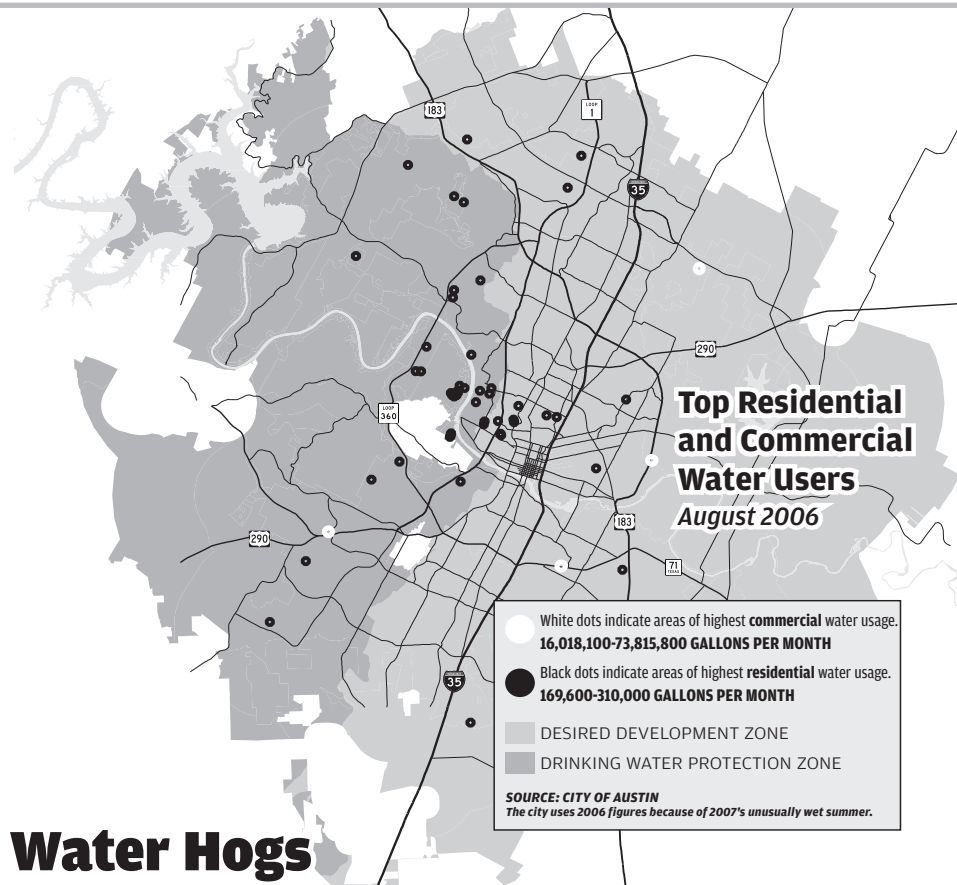 183
LOOP
1
35
290
LOOP
360
Top Residential
and Commercial
Water Users
August 2006
183
290
71
TEXAS
White dots indicate areas of highest commercial water usage.
16,018,100-73,815,800 GALLONS PER MONTH
Black dots indicate areas of highest residential water usage.
169,600-310,000 GALLONS PER MONTH
35
DESIRED DEVELOPMENT ZONE
DRINKING WATER PROTECTION ZONE
SOURCE: CITY OF AUSTIN
The city uses 2006 figures because of 2007's unusually wet summer.
Water Hogs